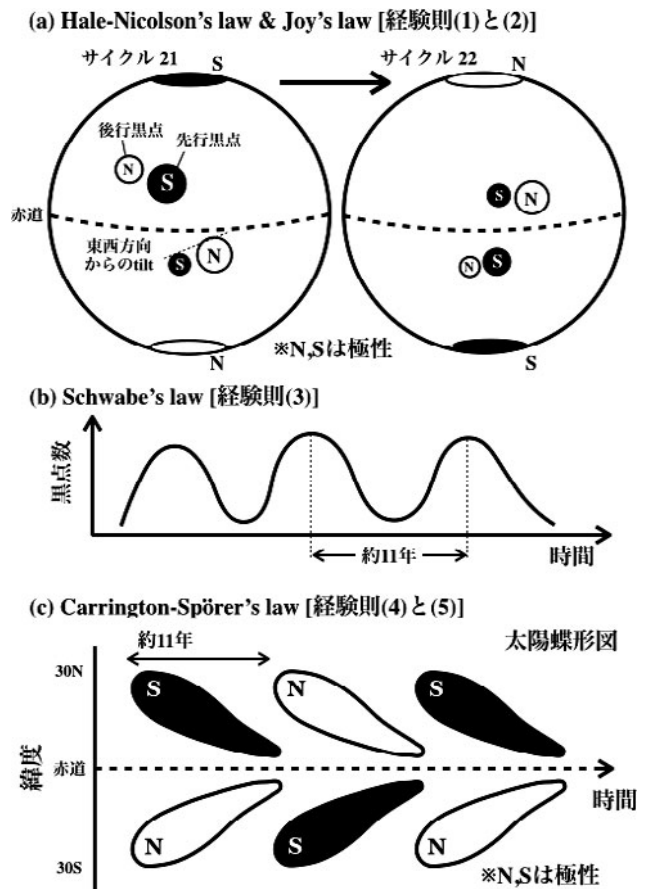 (a) Hale-Nicolson's law & Joy's law [経験則(1)と(2)]
サイクル 21
サイクル 22
S
N
後行黒点
先行黒点
N
S
S
N
赤道
東西方向
からのtilt
S
N
N
S
N
※N,Sは極性
S
(b) Schwabe's law [経験則(3)]
黒点数
約11年
時間
(c) Carrington-Spörer's law [経験則(4)と(5)]
約11年
太陽蝶形図
30N
S
N
S
緯度
赤道
時間
N
S
N
30S
※N,Sは極性